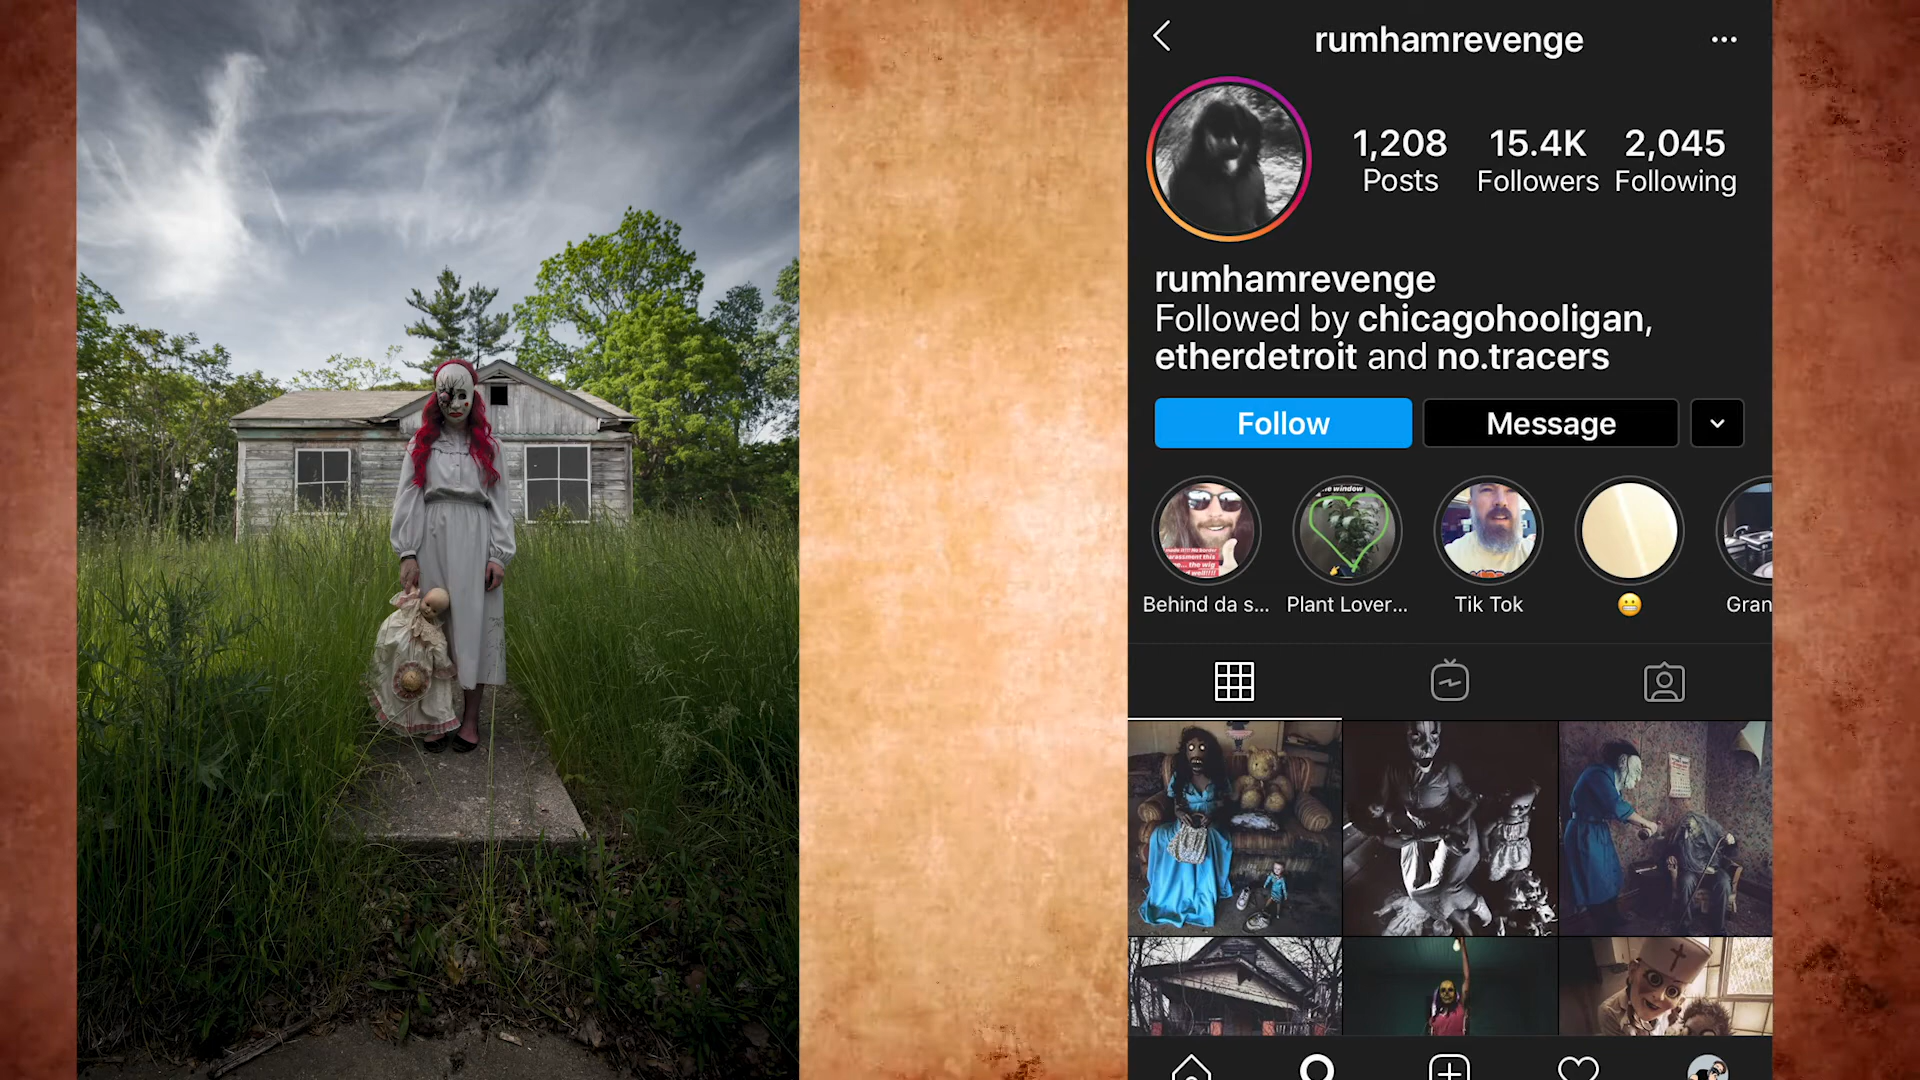 rumhamrevenge
1,208 15.4K 2,045
Posts Followers Following
rumhamrevenge
Followed by chicagohooligan,
etherdetroit and no.tracers
Follow Message
Behind da s... Plant Lover... Tik Tok 😬 Gran